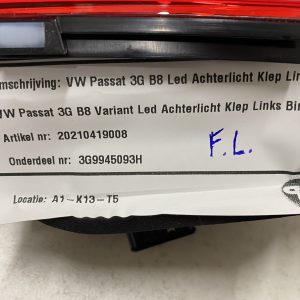 mschrijving: VW Passat 3G B8 Led Achterlicht Klep Lin
VW Passat 3G B8 Variant Led Achterlicht Klep Links Bin
Artikel nr: 20210419008
Onderdeel nr: 3G9945093H
F.L.
Locatie: A1-K13-T5